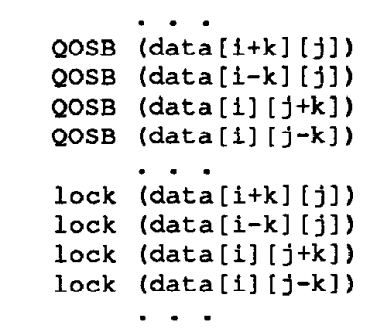 . . .
QOSB (data[i+k][j])
QOSB (data[i-k][j])
QOSB (data[i][j+k])
QOSB (data[i][j-k])
. . .
lock (data[i+k][j])
lock (data[i-k][j])
lock (data[i][j+k])
lock (data[i][j-k])
. . .